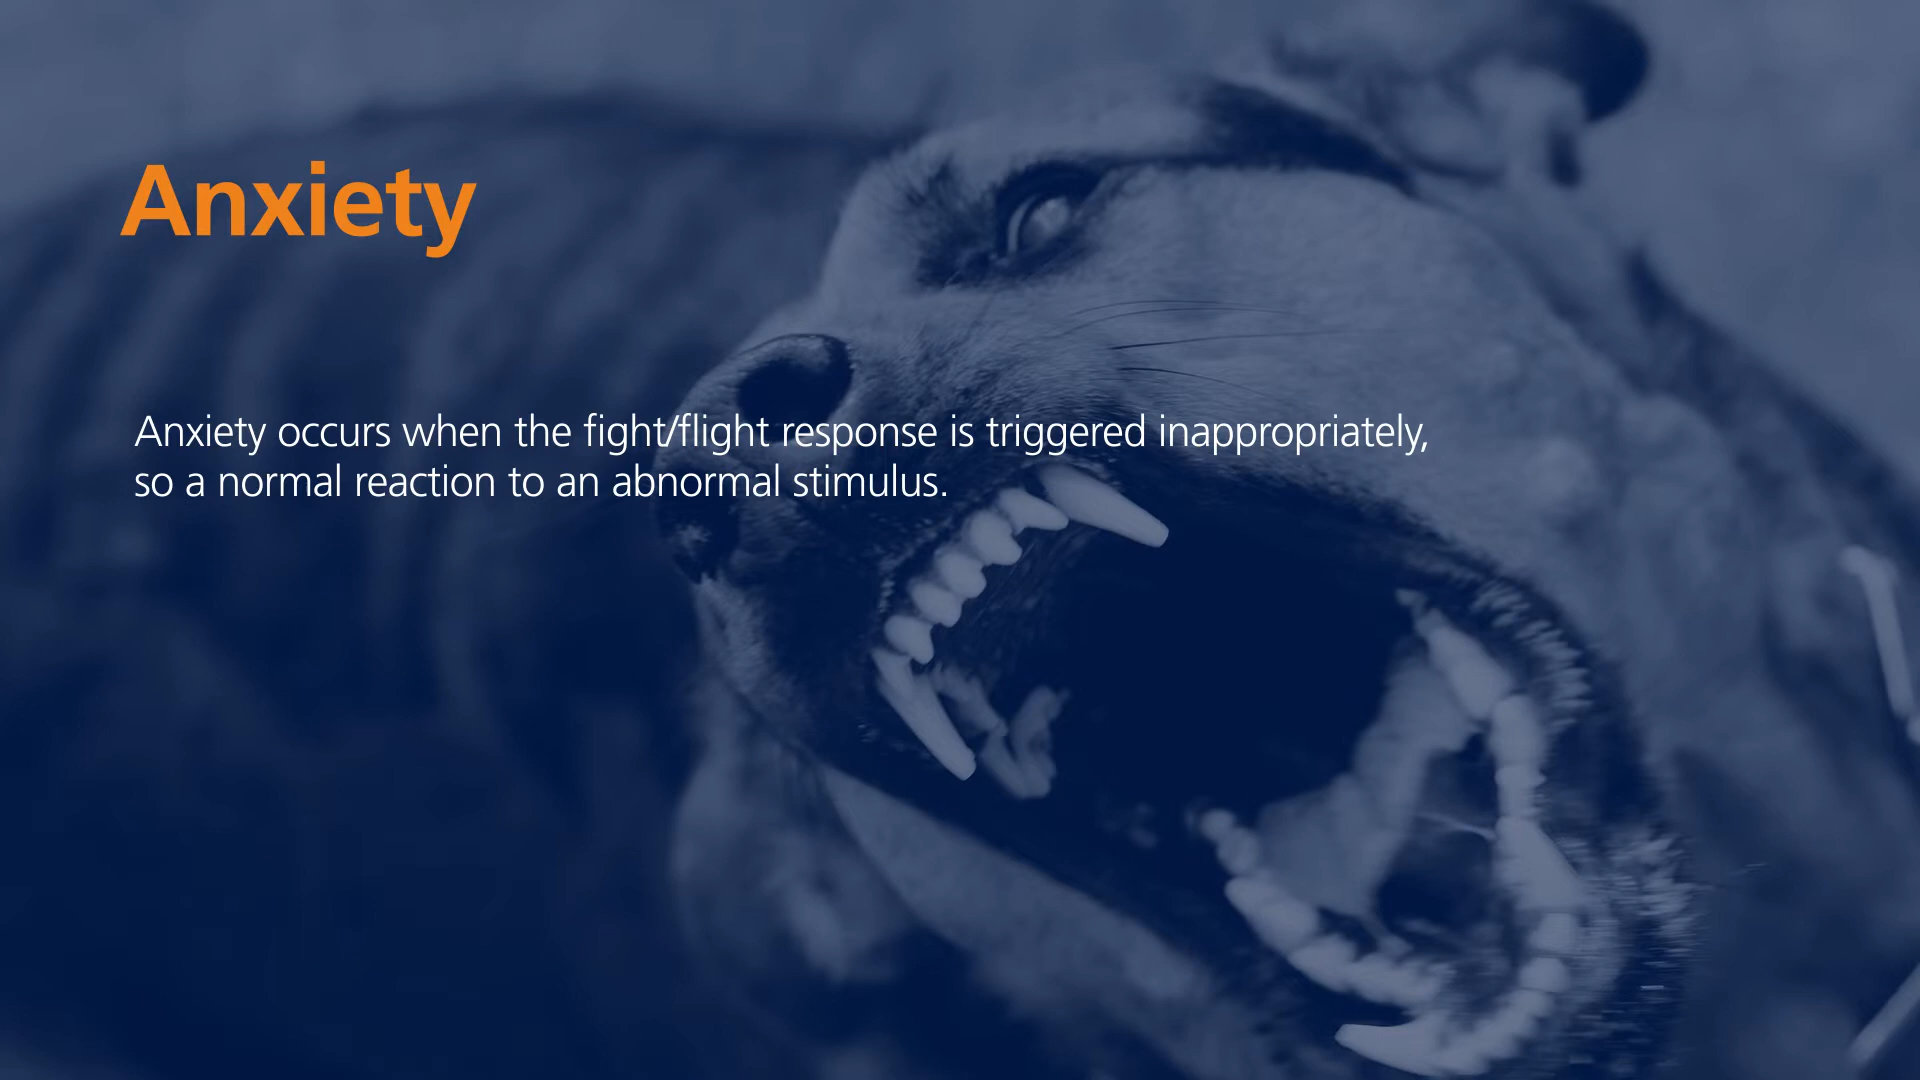 Anxiety
Anxiety occurs when the fight/flight response is triggered inappropriately,
so a normal reaction to an abnormal stimulus.